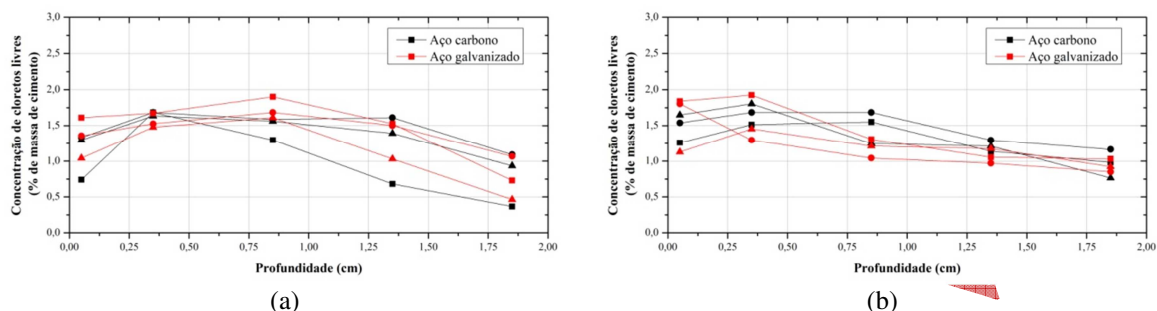 Concentração de cloretos livres
(% de massa de cimento)
3,0
2,5
2,0
1,5
1,0
0,5
0,0
Aço carbono
Aço galvanizado
0,00 0,25 0,50 0,75 1,00 1,25 1,50 1,75 2,00
Profundidade (cm)
(a)
Concentração de cloretos livres
(% de massa de cimento)
3,0
2,5
2,0
1,5
1,0
0,5
0,0
Aço carbono
Aço galvanizado
0,00 0,25 0,50 0,75 1,00 1,25 1,50 1,75 2,00
Profundidade (cm)
(b)